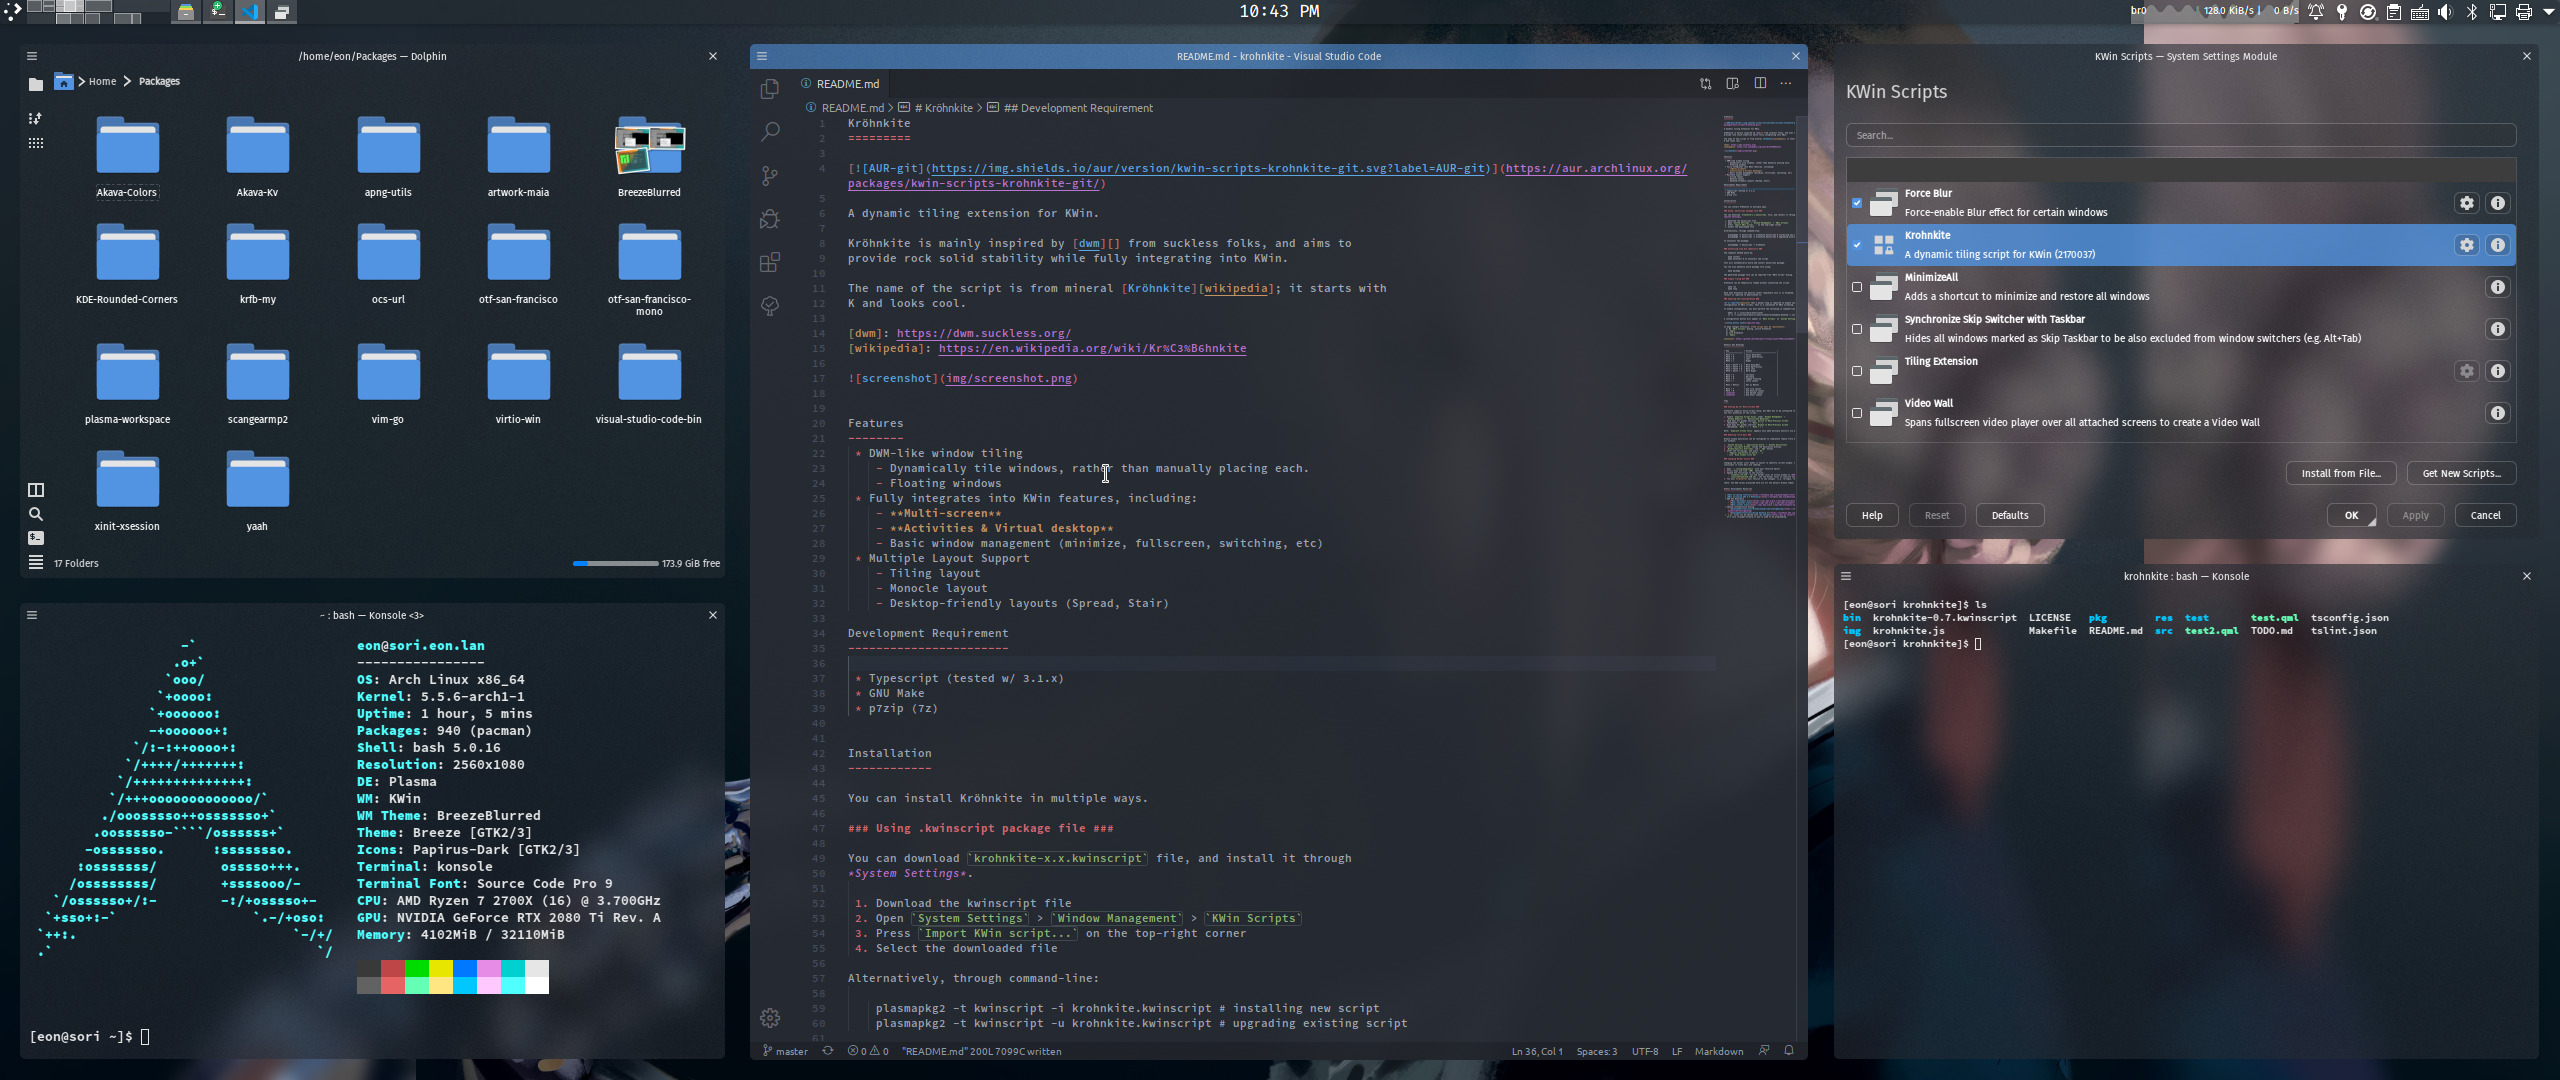 10:43 PM
br0
128.0 KiB/s
0 B/s
/home/eon/Packages — Dolphin
Home > Packages
Akava-Colors
Akava-Kv
apng-utils
artwork-maia
BreezeBlurred
KDE-Rounded-Corners
krfb-my
ocs-url
otf-san-francisco
otf-san-francisco-
mono
plasma-workspace
scangearmp2
vim-go
virtio-win
visual-studio-code-bin
xinit-xsession
yaah
17 Folders
173.9 GiB free
~ : bash — Konsole <3>
eon@sori.eon.lan
----------------
OS: Arch Linux x86_64
Kernel: 5.5.6-arch1-1
Uptime: 1 hour, 5 mins
Packages: 940 (pacman)
Shell: bash 5.0.16
Resolution: 2560x1080
DE: Plasma
WM: KWin
WM Theme: BreezeBlurred
Theme: Breeze [GTK2/3]
Icons: Papirus-Dark [GTK2/3]
Terminal: konsole
Terminal Font: Source Code Pro 9
CPU: AMD Ryzen 7 2700X (16) @ 3.700GHz
GPU: NVIDIA GeForce RTX 2080 Ti Rev. A
Memory: 4102MiB / 32110MiB
[eon@sori ~]$
README.md - krohnkite - Visual Studio Code
README.md
README.md > # Kröhnkite > ## Development Requirement
1 Kröhnkite
2 =========
3
4 [![AUR-git](https://img.shields.io/aur/version/kwin-scripts-krohnkite-git.svg?label=AUR-git)](https://aur.archlinux.org/
packages/kwin-scripts-krohnkite-git/)
5
6 A dynamic tiling extension for KWin.
7
8 Kröhnkite is mainly inspired by [dwm][] from suckless folks, and aims to
9 provide rock solid stability while fully integrating into KWin.
10
11 The name of the script is from mineral [Kröhnkite][wikipedia]; it starts with
12 K and looks cool.
13
14 [dwm]: https://dwm.suckless.org/
15 [wikipedia]: https://en.wikipedia.org/wiki/Kr%C3%B6hnkite
16
17 ![screenshot](img/screenshot.png)
18
19
20 Features
21 --------
22 * DWM-like window tiling
23 - Dynamically tile windows, rather than manually placing each.
24 - Floating windows
25 * Fully integrates into KWin features, including:
26 - **Multi-screen**
27 - **Activities & Virtual desktop**
28 - Basic window management (minimize, fullscreen, switching, etc)
29 * Multiple Layout Support
30 - Tiling layout
31 - Monocle layout
32 - Desktop-friendly layouts (Spread, Stair)
33
34 Development Requirement
35 -----------------------
36
37 * Typescript (tested w/ 3.1.x)
38 * GNU Make
39 * p7zip (7z)
40
41
42 Installation
43 ------------
44
45 You can install Kröhnkite in multiple ways.
46
47 ### Using .kwinscript package file ###
48
49 You can download `krohnkite-x.x.kwinscript` file, and install it through
50 *System Settings*.
51
52 1. Download the kwinscript file
53 2. Open `System Settings` > `Window Management` > `KWin Scripts`
54 3. Press `Import KWin script...` on the top-right corner
55 4. Select the downloaded file
56
57 Alternatively, through command-line:
58
59 plasmapkg2 -t kwinscript -i krohnkite.kwinscript # installing new script
60 plasmapkg2 -t kwinscript -u krohnkite.kwinscript # upgrading existing script
61
master 0 0 "README.md" 200L 7099C written
Ln 36, Col 1 Spaces: 3 UTF-8 LF Markdown
KWin Scripts — System Settings Module
KWin Scripts
Search...
Force Blur
Force-enable Blur effect for certain windows
Krohnkite
A dynamic tiling script for KWin (2170037)
MinimizeAll
Adds a shortcut to minimize and restore all windows
Synchronize Skip Switcher with Taskbar
Hides all windows marked as Skip Taskbar to be also excluded from window switchers (e.g. Alt+Tab)
Tiling Extension
Video Wall
Spans fullscreen video player over all attached screens to create a Video Wall
Install from File...
Get New Scripts...
Help
Reset
Defaults
OK
Apply
Cancel
krohnkite : bash — Konsole
[eon@sori krohnkite]$ ls
bin krohnkite-0.7.kwinscript LICENSE pkg res test test.qml tsconfig.json
img krohnkite.js Makefile README.md src test2.qml TODO.md tslint.json
[eon@sori krohnkite]$